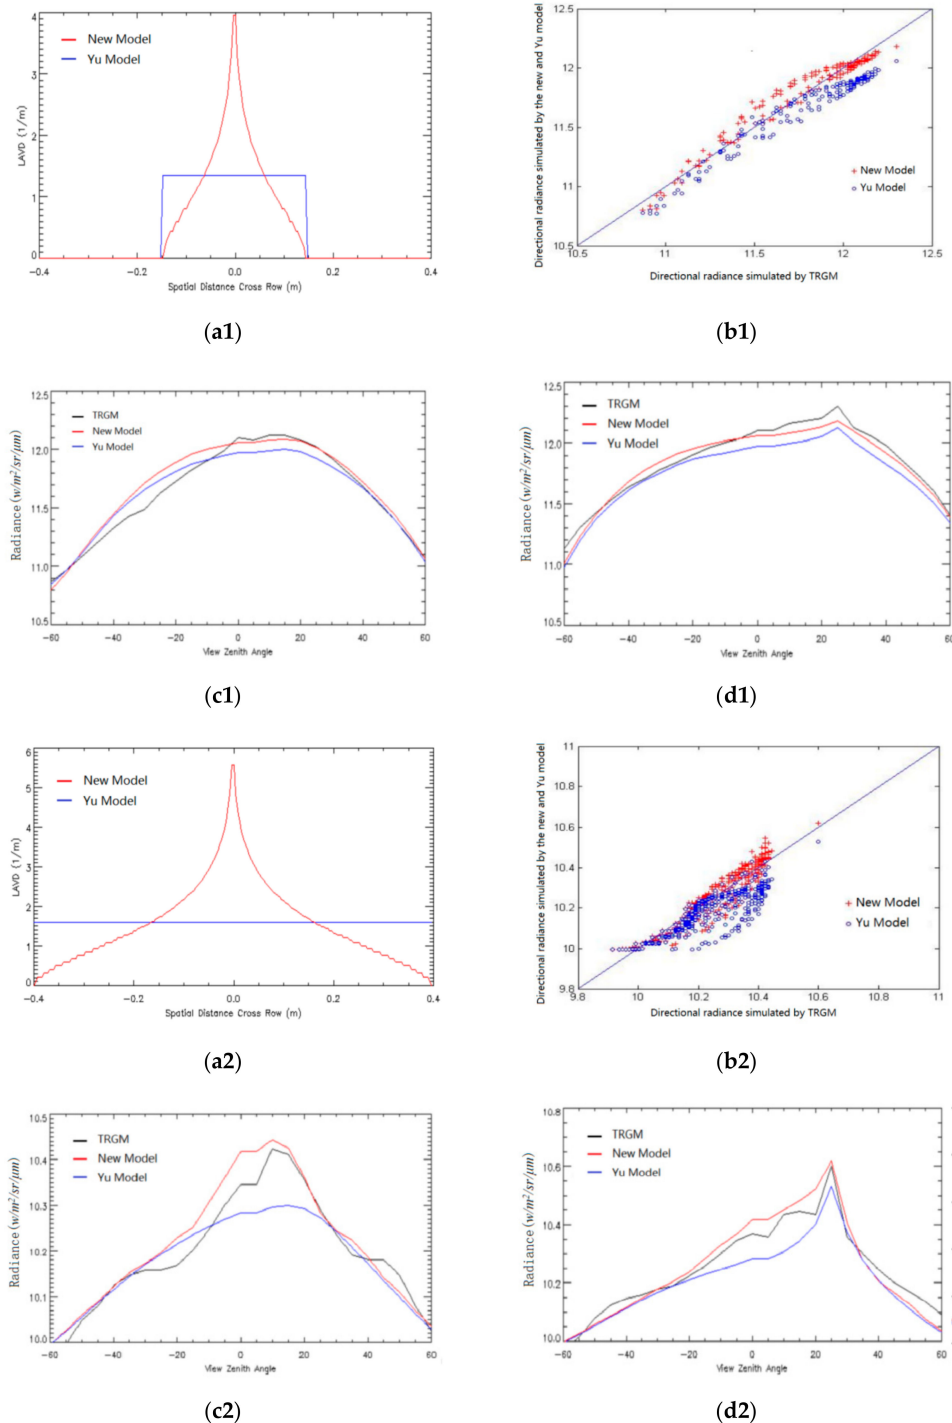 4
3
2
1
0
LAVD (1/m)
New Model
Yu Model
-0.4
-0.2
0.0
0.2
0.4
Spatial Distance Cross Row (m)
(a1)
12.5
12
11.5
11
10.5
Directional radiance simulated by the new and Yu model
New Model
Yu Model
10.5
11
11.5
12
12.5
Directional radiance simulated by TRGM
(b1)
12.5
12.0
11.5
11.0
10.5
Radiance (w/m²/sr/μm)
TRGM
New Model
Yu Model
-60
-40
-20
0
20
40
60
View Zenith Angle
(c1)
12.5
12.0
11.5
11.0
10.5
Radiance (w/m²/sr/μm)
TRGM
New Model
Yu Model
-60
-40
-20
0
20
40
60
View Zenith Angle
(d1)
6
5
4
3
2
1
0
LAVD (1/m)
New Model
Yu Model
-0.4
-0.2
0.0
0.2
0.4
Spatial Distance Cross Row (m)
(a2)
11
10.8
10.6
10.4
10.2
10
9.8
Directional radiance simulated by the new and Yu model
New Model
Yu Model
9.8
10
10.2
10.4
10.6
10.8
11
Directional radiance simulated by TRGM
(b2)
10.5
10.4
10.3
10.2
10.1
10.0
Radiance (w/m²/sr/μm)
TRGM
New Model
Yu Model
-60
-40
-20
0
20
40
60
View Zenith Angle
(c2)
10.8
10.6
10.4
10.2
10.0
Radiance (w/m²/sr/μm)
TRGM
New Model
Yu Model
-60
-40
-20
0
20
40
60
View Zenith Angle
(d2)